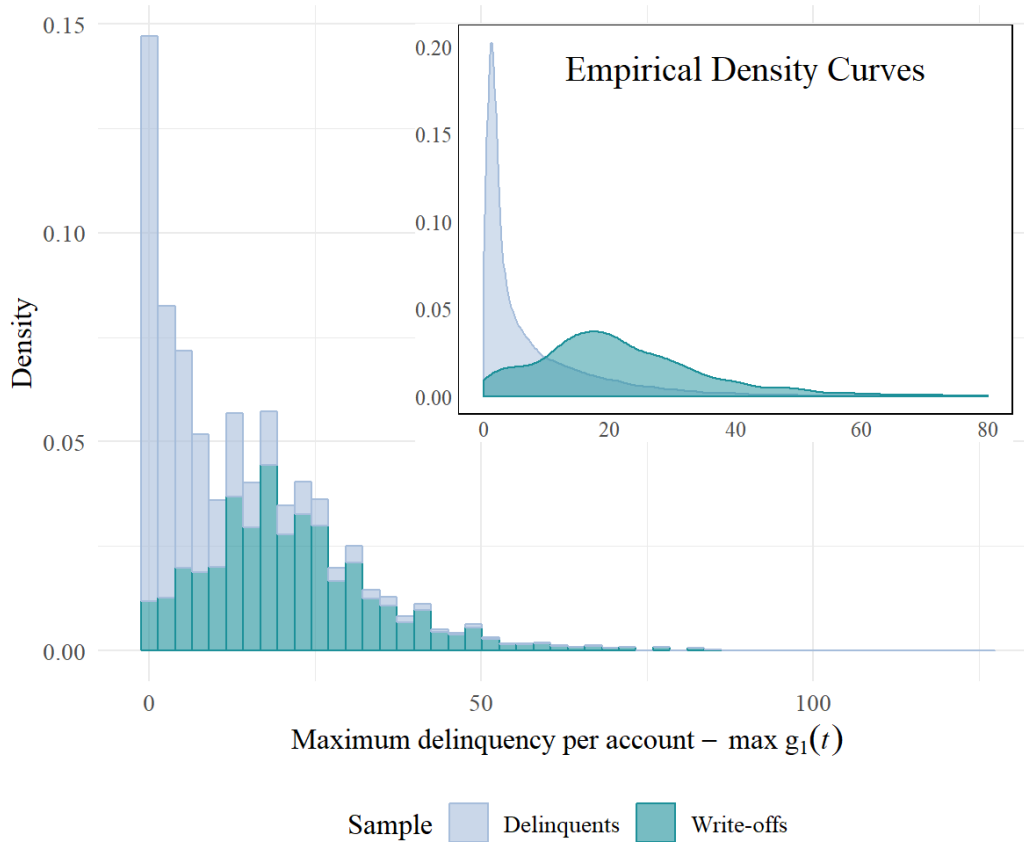 Empirical Density Curves
0.20
0.15
0.10
0.05
0.00
0 20 40 60 80
Density
0.15
0.10
0.05
0.00
0 50 100
Maximum delinquency per account – max g₁(t)
Sample Delinquents Write-offs